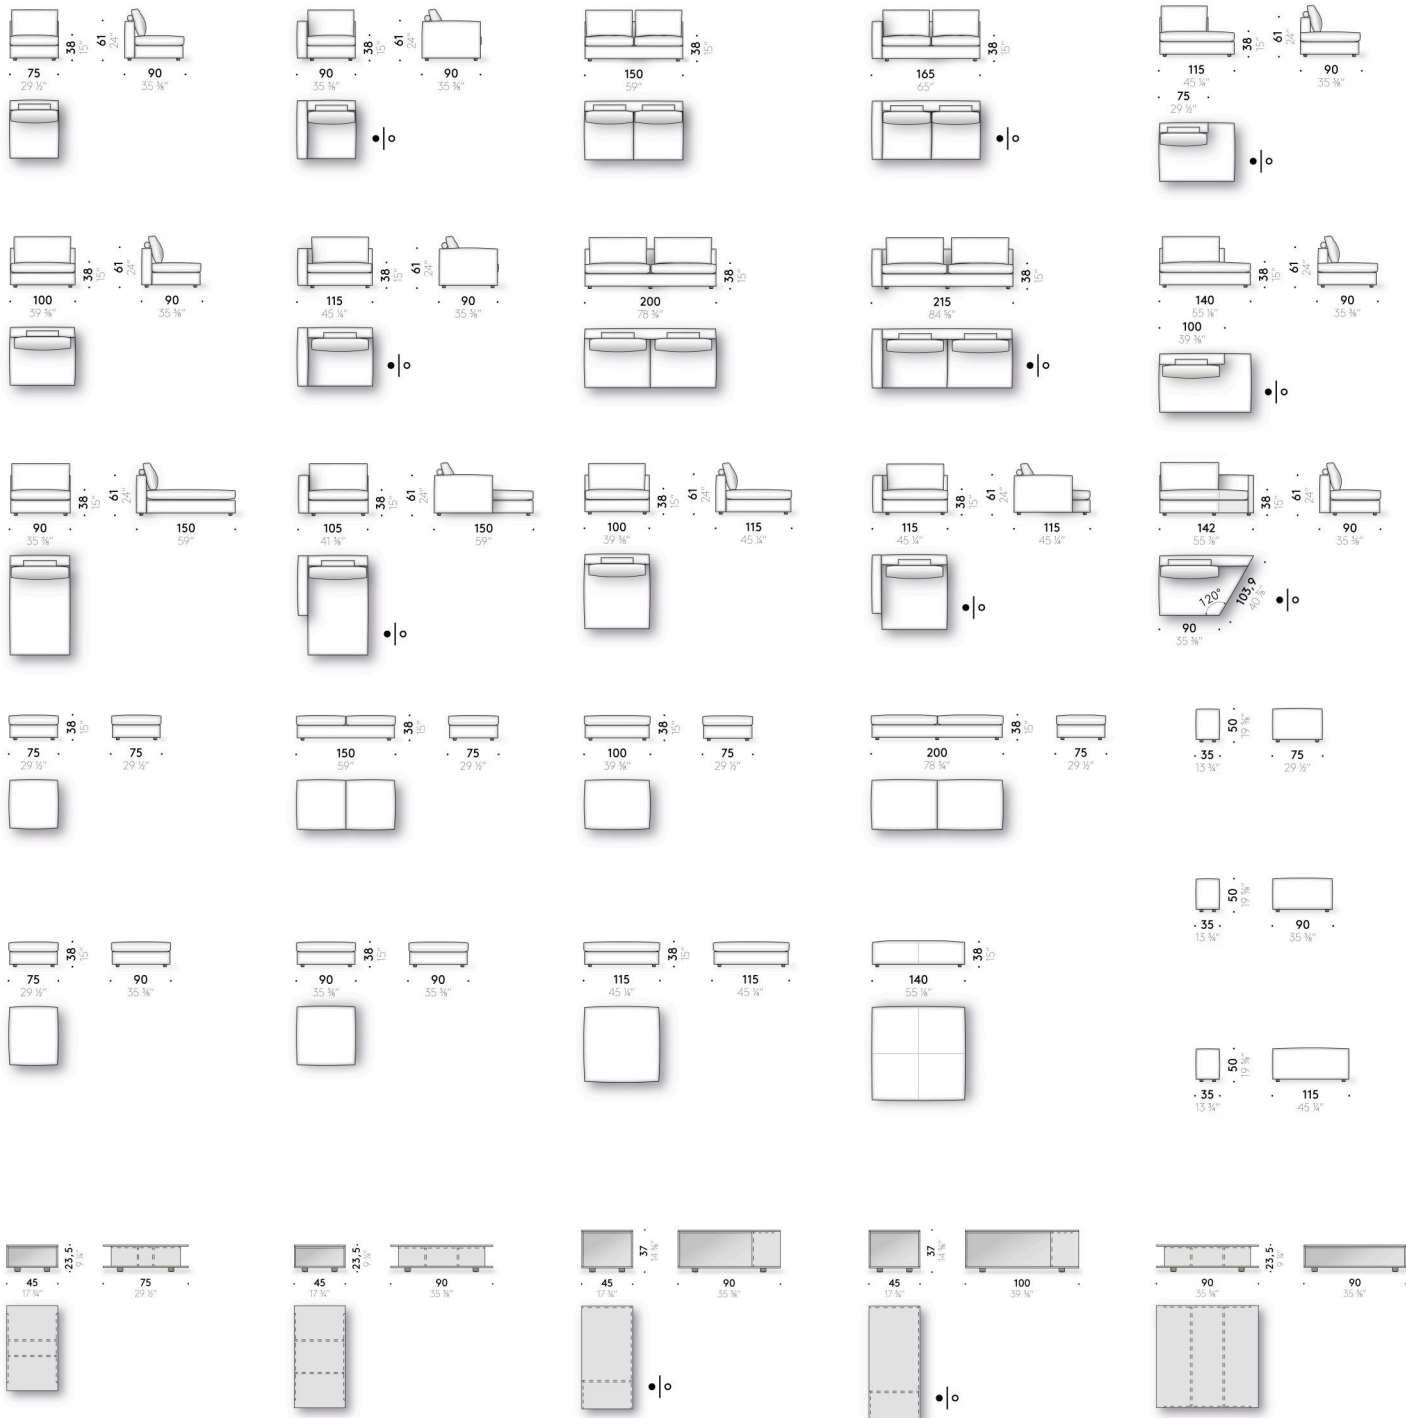 38 15" 61 24" 38 15" 61 24" 38 15" 38 15" 38 15" 61 24"
75 90 90 90 150 165 115 90
29 ½" 35 ⅜" 35 ⅜" 35 ⅜" 59" 65" 45 ¼" 35 ⅜"
75
29 ½"
38 15" 61 24" 38 15" 61 24" 38 15" 38 15" 38 15" 61 24"
100 90 115 90 200 215 140 90
39 ⅜" 35 ⅜" 45 ¼" 35 ⅜" 78 ¾" 84 ⅝" 55 ⅛" 35 ⅜"
100
39 ⅜"
38 15" 61 24" 38 15" 61 24" 38 15" 61 24" 38 15" 61 24" 38 15" 61 24"
90 150 105 150 100 115 115 115 142 90
35 ⅜" 59" 41 ⅜" 59" 39 ⅜" 45 ¼" 45 ¼" 45 ¼" 55 ⅞" 35 ⅜"
120° 103,9 40 ⅞"
90
35 ⅜"
38 15" 38 15" 38 15" 38 15" 50 19 ⅝"
75 75 150 75 100 75 200 75 35 75
29 ½" 29 ½" 59" 29 ½" 39 ⅜" 29 ½" 78 ¾" 29 ½" 13 ¾" 29 ½"
50 19 ⅝"
35 90
13 ¾" 35 ⅜"
38 15" 38 15" 38 15" 38 15"
75 90 90 90 115 115 140
29 ½" 35 ⅜" 35 ⅜" 35 ⅜" 45 ¼" 45 ¼" 55 ⅛"
50 19 ⅝"
35 115
13 ¾" 45 ¼"
23,5 9 ¼" 23,5 9 ¼" 37 14 ⅝" 37 14 ⅝" 23,5 9 ¼"
45 75 45 90 45 90 45 100 90 90
17 ¾" 29 ½" 17 ¾" 35 ⅜" 17 ¾" 35 ⅜" 17 ¾" 39 ⅜" 35 ⅜" 35 ⅜"